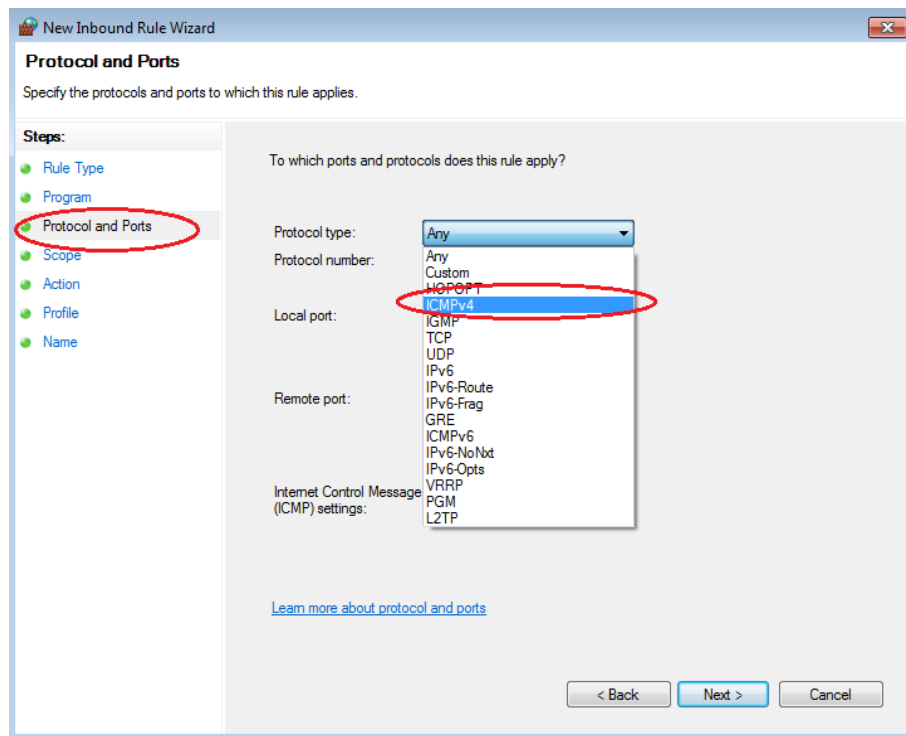 New Inbound Rule Wizard
Protocol and Ports
Specify the protocols and ports to which this rule applies.
Steps:
Rule Type
Program
Protocol and Ports
Scope
Action
Profile
Name
To which ports and protocols does this rule apply?
Protocol type:
Any
Protocol number:
Any
Custom
HOPOPT
ICMPv4
Local port:
IGMP
TCP
UDP
IPv6
IPv6-Route
Remote port:
IPv6-Frag
GRE
ICMPv6
IPv6-NoNxt
IPv6-Opts
VRRP
Internet Control Message
(ICMP) settings:
PGM
L2TP
Learn more about protocol and ports
< Back
Next >
Cancel